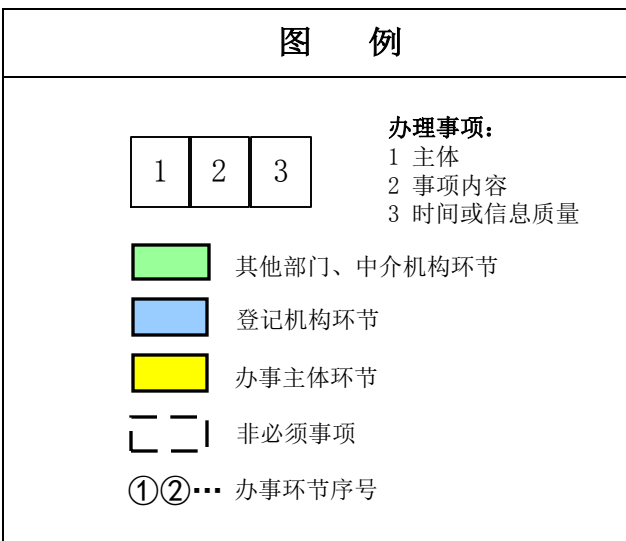 图 例
1 2 3
办理事项：
1 主体
2 事项内容
3 时间或信息质量
其他部门、中介机构环节
登记机构环节
办事主体环节
非必须事项
①②… 办事环节序号